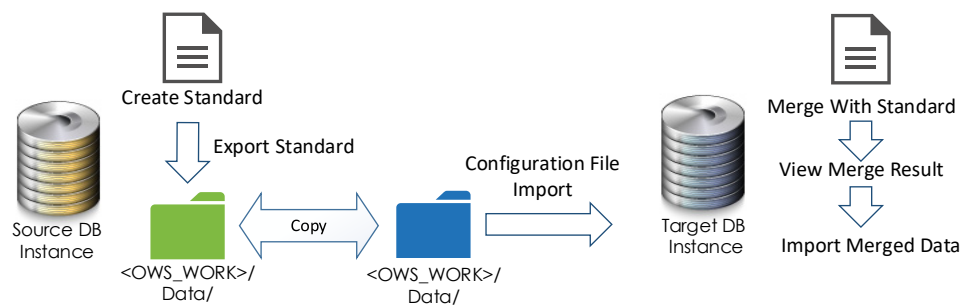 Create Standard
Export Standard
Source DB
Instance
<OWS_WORK>/
Data/
Copy
<OWS_WORK>/
Data/
Configuration File
Import
Target DB
Instance
Merge With Standard
View Merge Result
Import Merged Data